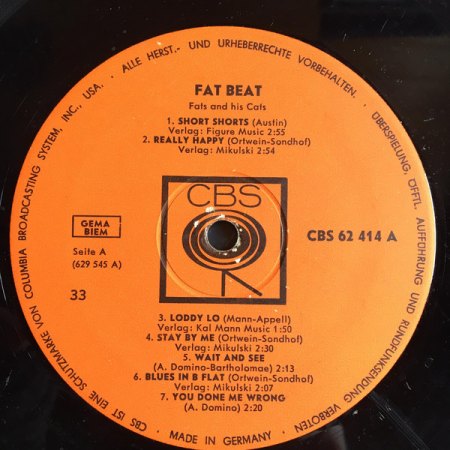 FAT BEAT
Fats and his Cats
1. SHORT SHORTS (Austin)
Verlag: Figure Music 2:55
2. REALLY HAPPY (Ortwein-Sondhof)
Verlag: Mikulski 2:54
CBS
GEMA
BIEM
CBS 62 414 A
Seite A
(629 545 A)
33
3. LODDY LO (Mann-Appell)
Verlag: Kal Mann Music 1:50
4. STAY BY ME (Ortwein-Sondhof)
Verlag: Mikulski 2:30
5. WAIT AND SEE
(A. Domino-Bartholomae) 2:13
6. BLUES IN B FLAT (Ortwein-Sondhof)
Verlag: Mikulski 2:07
7. YOU DONE ME WRONG
(A. Domino) 2:20
CBS IST EINE SCHUTZMARKE VON COLUMBIA BROADCASTING SYSTEM, INC., USA. • ALLE HERST.- UND URHEBERRECHTE VORBEHALTEN. • ÜBERSPIELUNG, ÖFFTL. AUFFÜHRUNG UND RUNDFUNKSENDUNG VERBOTEN •
MADE IN GERMANY •